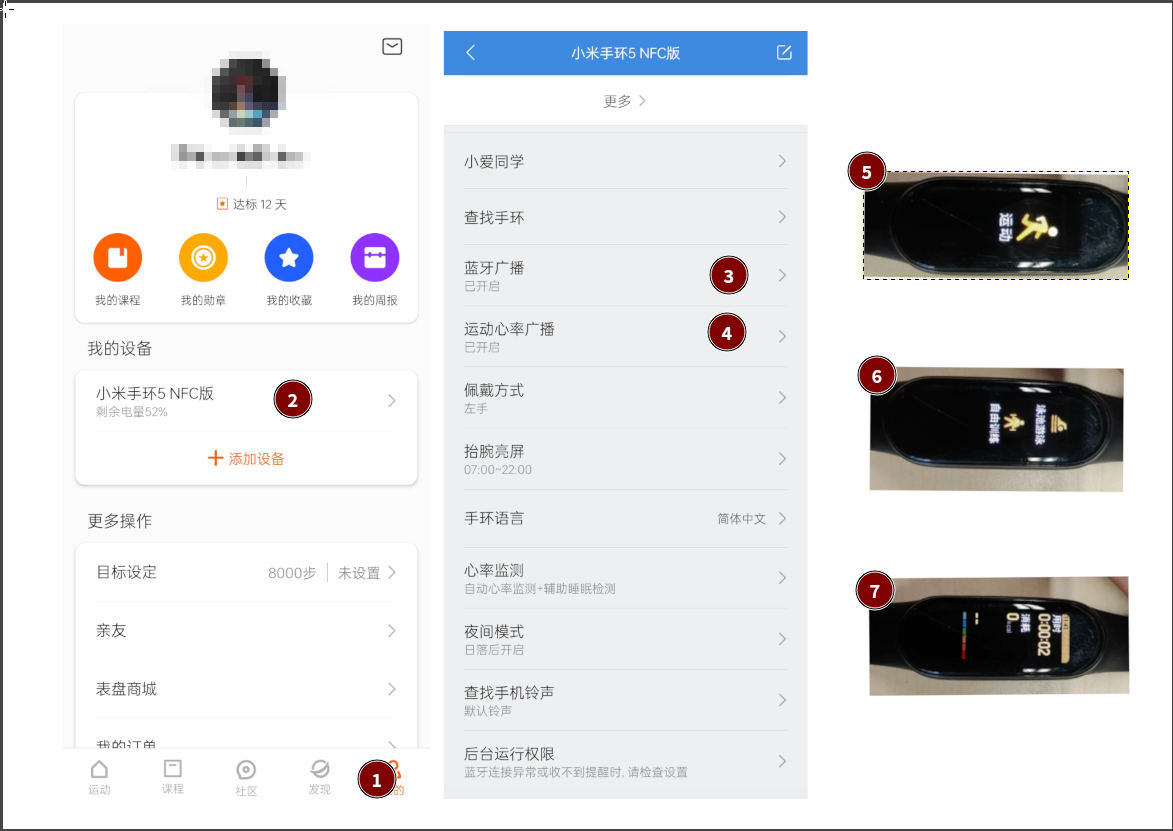 达标 12 天
我的课程
我的勋章
我的收藏
我的周报
我的设备
小米手环5 NFC版
剩余电量52%
2
添加设备
更多操作
目标设定
8000步
未设置
亲友
表盘商城
我的订单
运动
课程
社区
发现
1
的
小米手环5 NFC版
更多
小爱同学
查找手环
蓝牙广播
已开启
3
运动心率广播
已开启
4
佩戴方式
左手
抬腕亮屏
07:00~22:00
手环语言
简体中文
心率监测
自动心率监测+辅助睡眠检测
夜间模式
日落后开启
查找手机铃声
默认铃声
后台运行权限
蓝牙连接异常或收不到提醒时, 请检查设置
5
运动
6
泳池游泳
自由训练
7
用时
0:00:02
消耗
0kcal